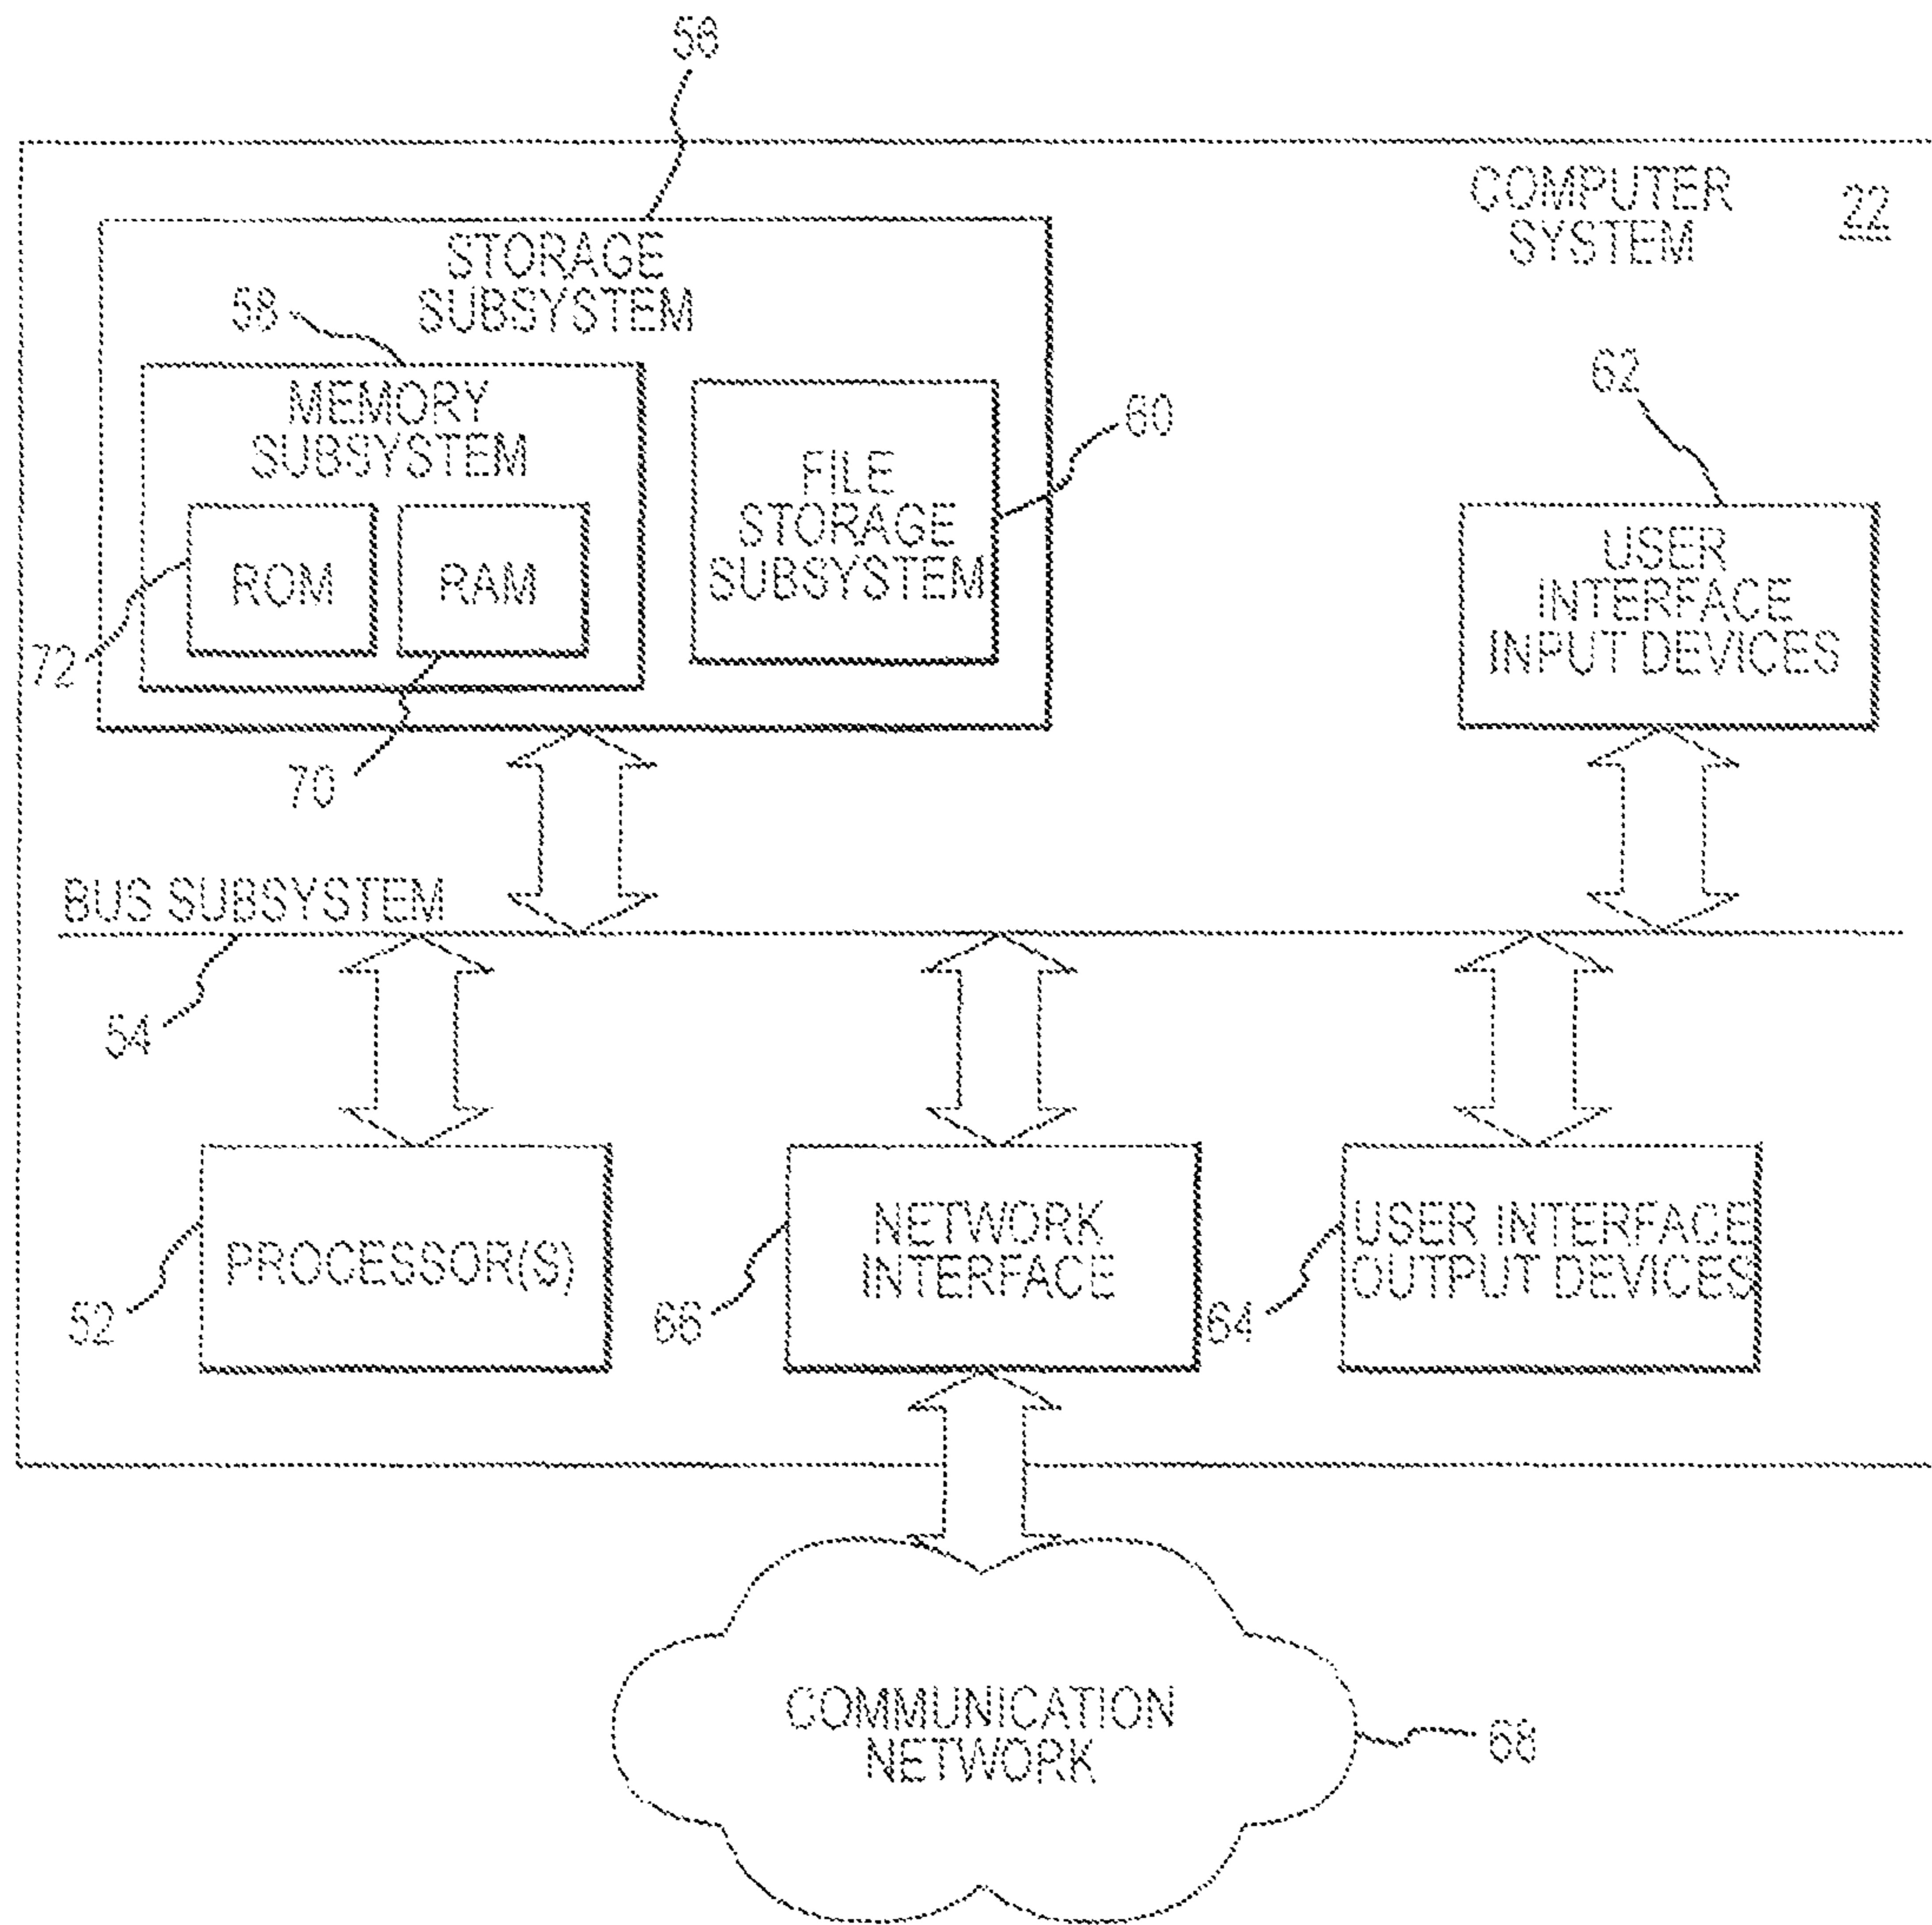 56
COMPUTER
SYSTEM
22
STORAGE
SUBSYSTEM
58
MEMORY
SUBSYSTEM
62
60
FILE
STORAGE
SUBSYSTEM
ROM
RAM
USER
INTERFACE
INPUT DEVICES
72
70
BUS SUBSYSTEM
54
PROCESSOR(S)
NETWORK
INTERFACE
USER INTERFACE
OUTPUT DEVICES
52
66
64
COMMUNICATION
NETWORK
68